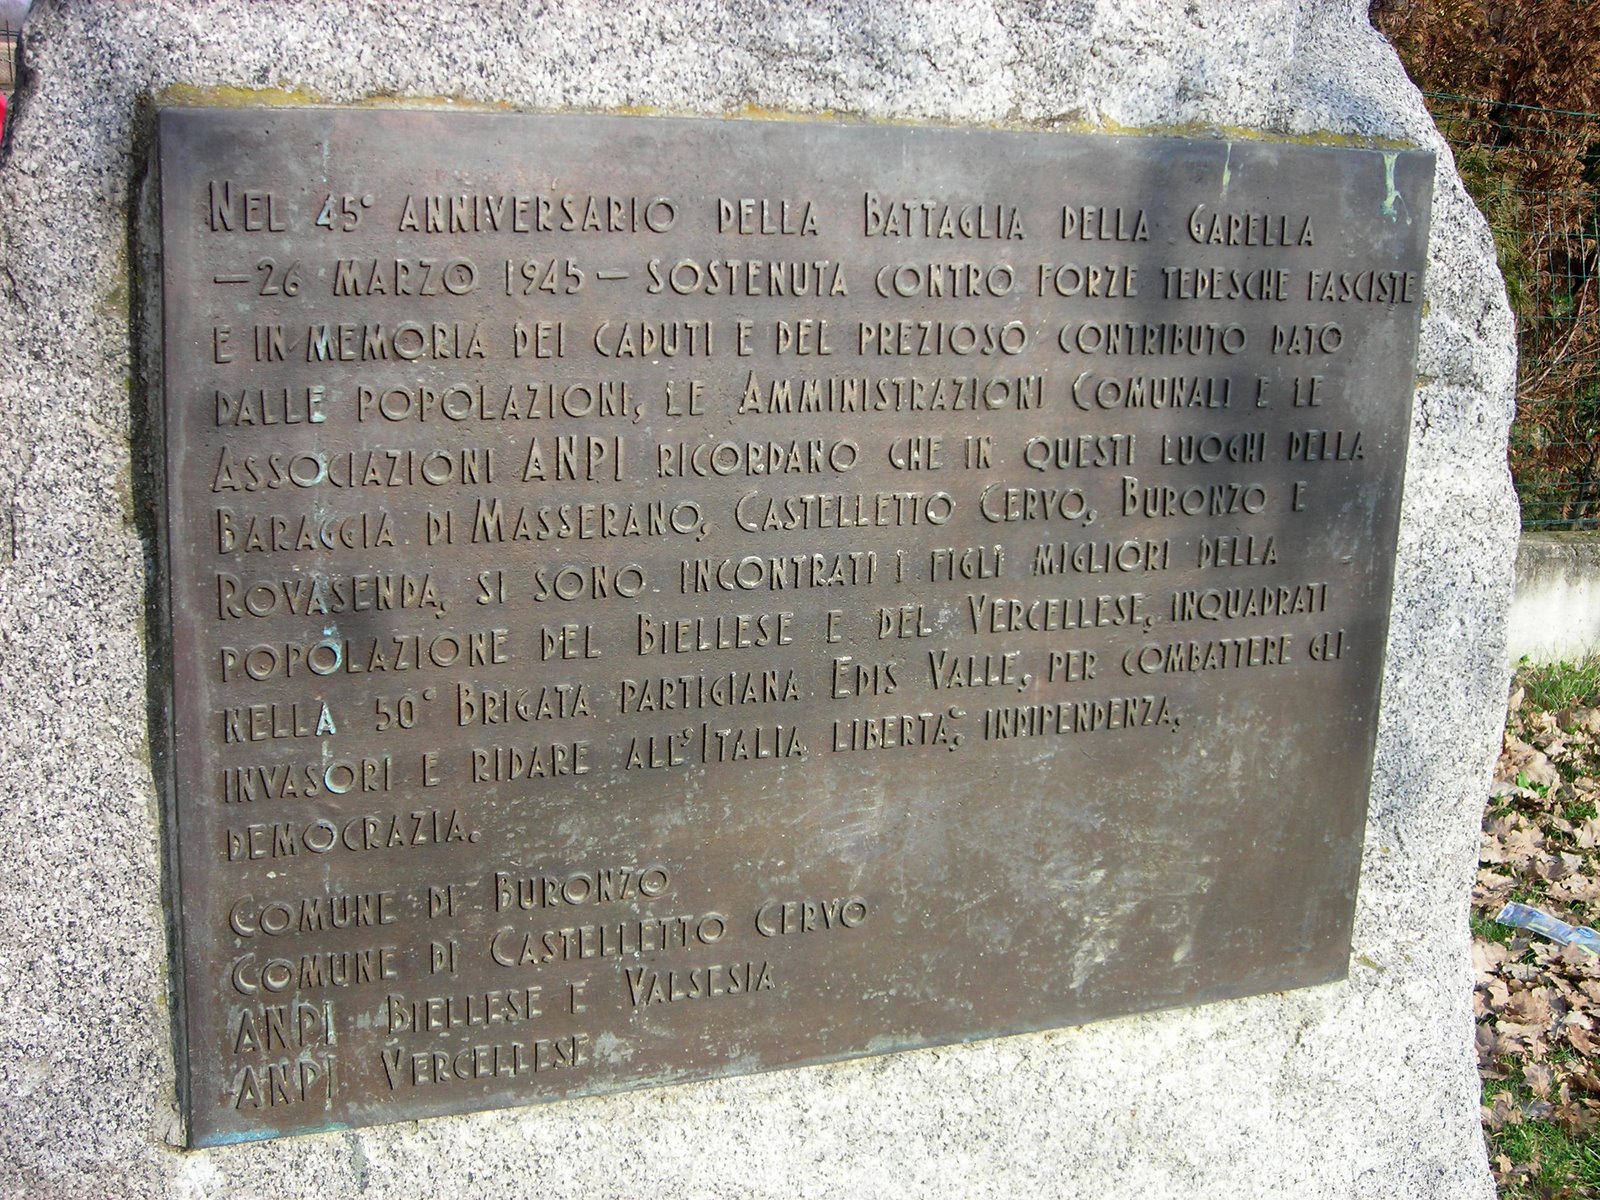 Nel 45° anniversario della Battaglia della Garella
– 26 marzo 1945 – sostenuta contro forze tedesche fasciste
e in memoria dei caduti e del prezioso contributo dato
dalle popolazioni, le Amministrazioni Comunali e le
Associazioni ANPI ricordano che in questi luoghi della
Baraggia di Masserano, Castelletto Cervo, Buronzo e
Rovasenda, si sono incontrati i figli migliori della
popolazione del Biellese e del Vercellese, inquadrati
nella 50° Brigata partigiana Edis Valle, per combattere gli
invasori e ridare all'Italia libertà, indipendenza,
democrazia.
Comune di Buronzo
Comune di Castelletto Cervo
ANPI Biellese e Valsesia
ANPI Vercellese